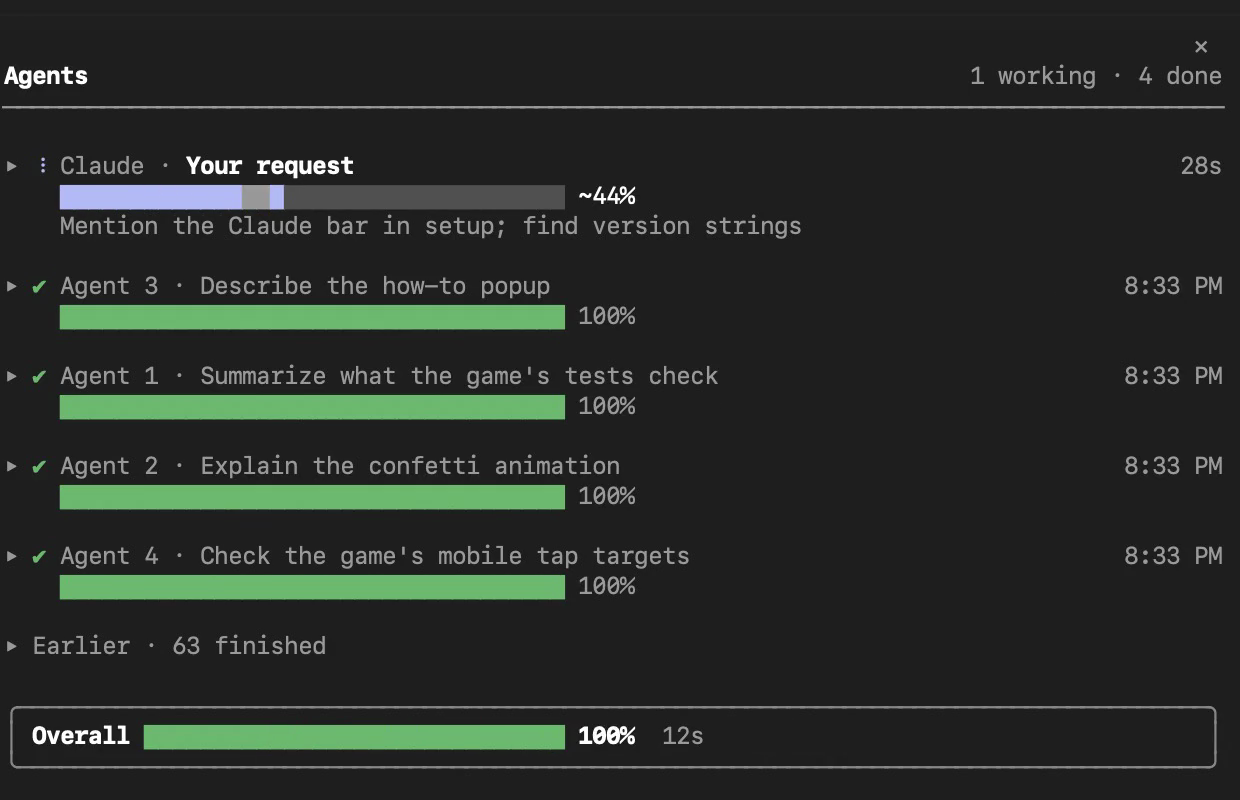 ×
Agents 1 working · 4 done
▶ ⋮ Claude · Your request 28s
~44%
Mention the Claude bar in setup; find version strings
▶ ✔ Agent 3 · Describe the how-to popup 8:33 PM
100%
▶ ✔ Agent 1 · Summarize what the game's tests check 8:33 PM
100%
▶ ✔ Agent 2 · Explain the confetti animation 8:33 PM
100%
▶ ✔ Agent 4 · Check the game's mobile tap targets 8:33 PM
100%
▶ Earlier · 63 finished
Overall 100% 12s